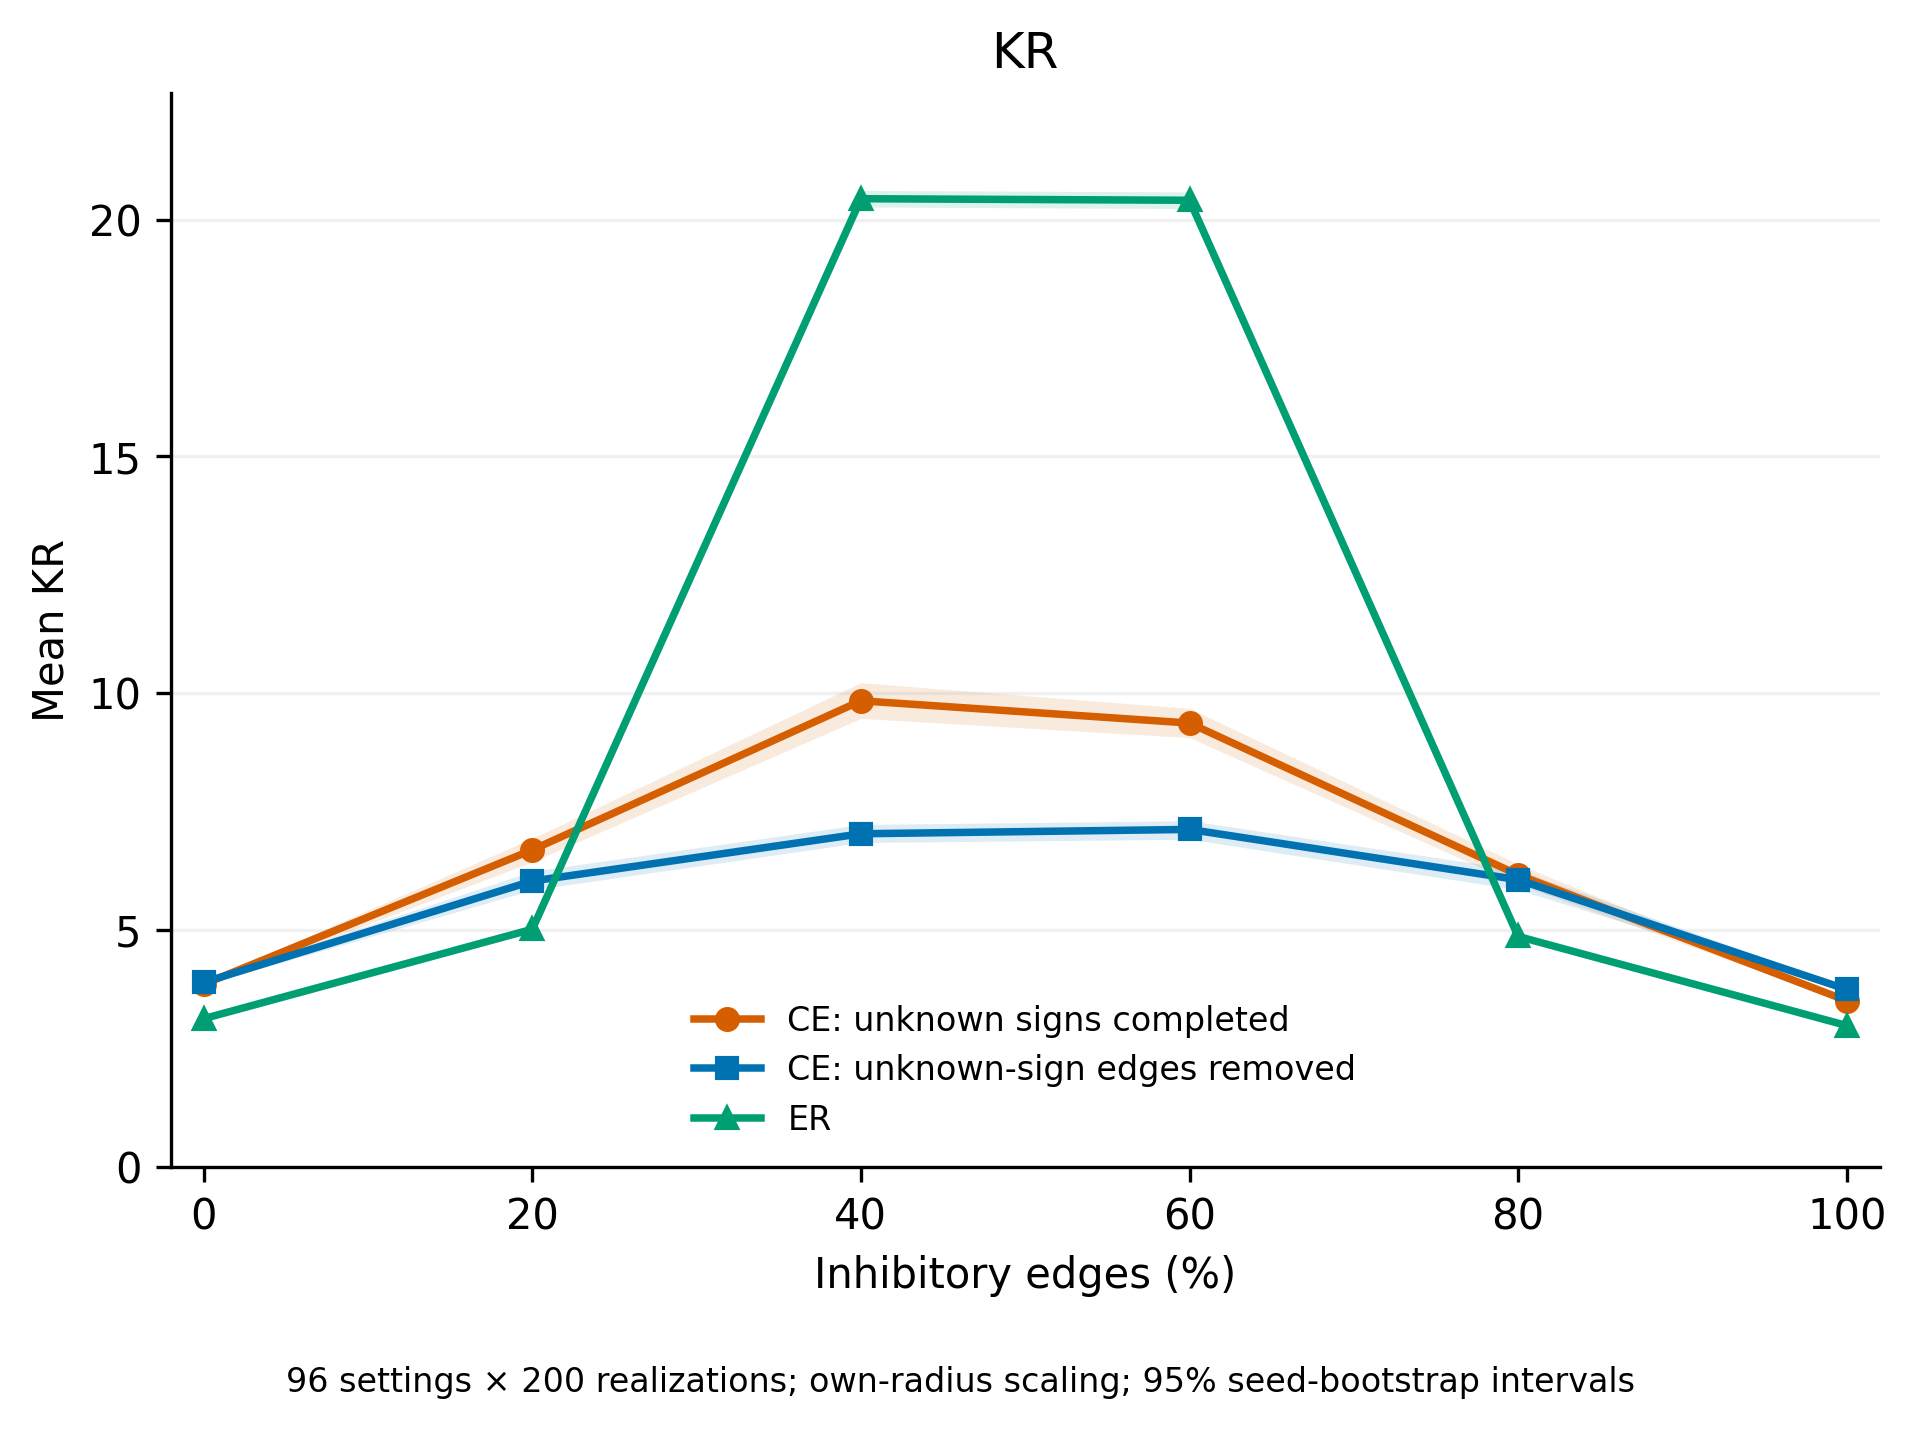 KR
Mean KR
20
15
10
5
0
0 20 40 60 80 100
Inhibitory edges (%)
CE: unknown signs completed
CE: unknown-sign edges removed
ER
96 settings × 200 realizations; own-radius scaling; 95% seed-bootstrap intervals